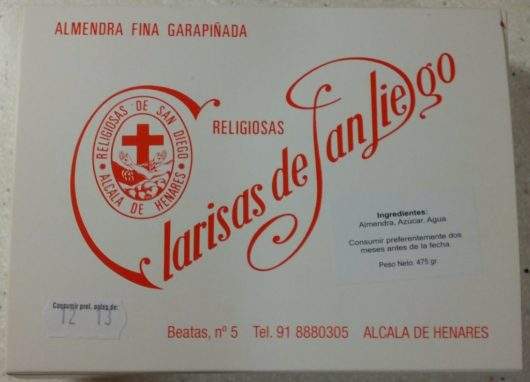 ALMENDRA FINA GARAPIÑADA
RELIGIOSAS DE SAN DIEGO
ALCALA DE HENARES
RELIGIOSAS
Clarisas de San Diego
Ingredientes:
Almendra, Azúcar, Agua
Consumir preferentemente dos
meses antes de la fecha.
Peso Neto: 475 gr
Consumir pref. antes de:
12 13
Beatas, nº 5 Tel. 91 8880305 ALCALA DE HENARES